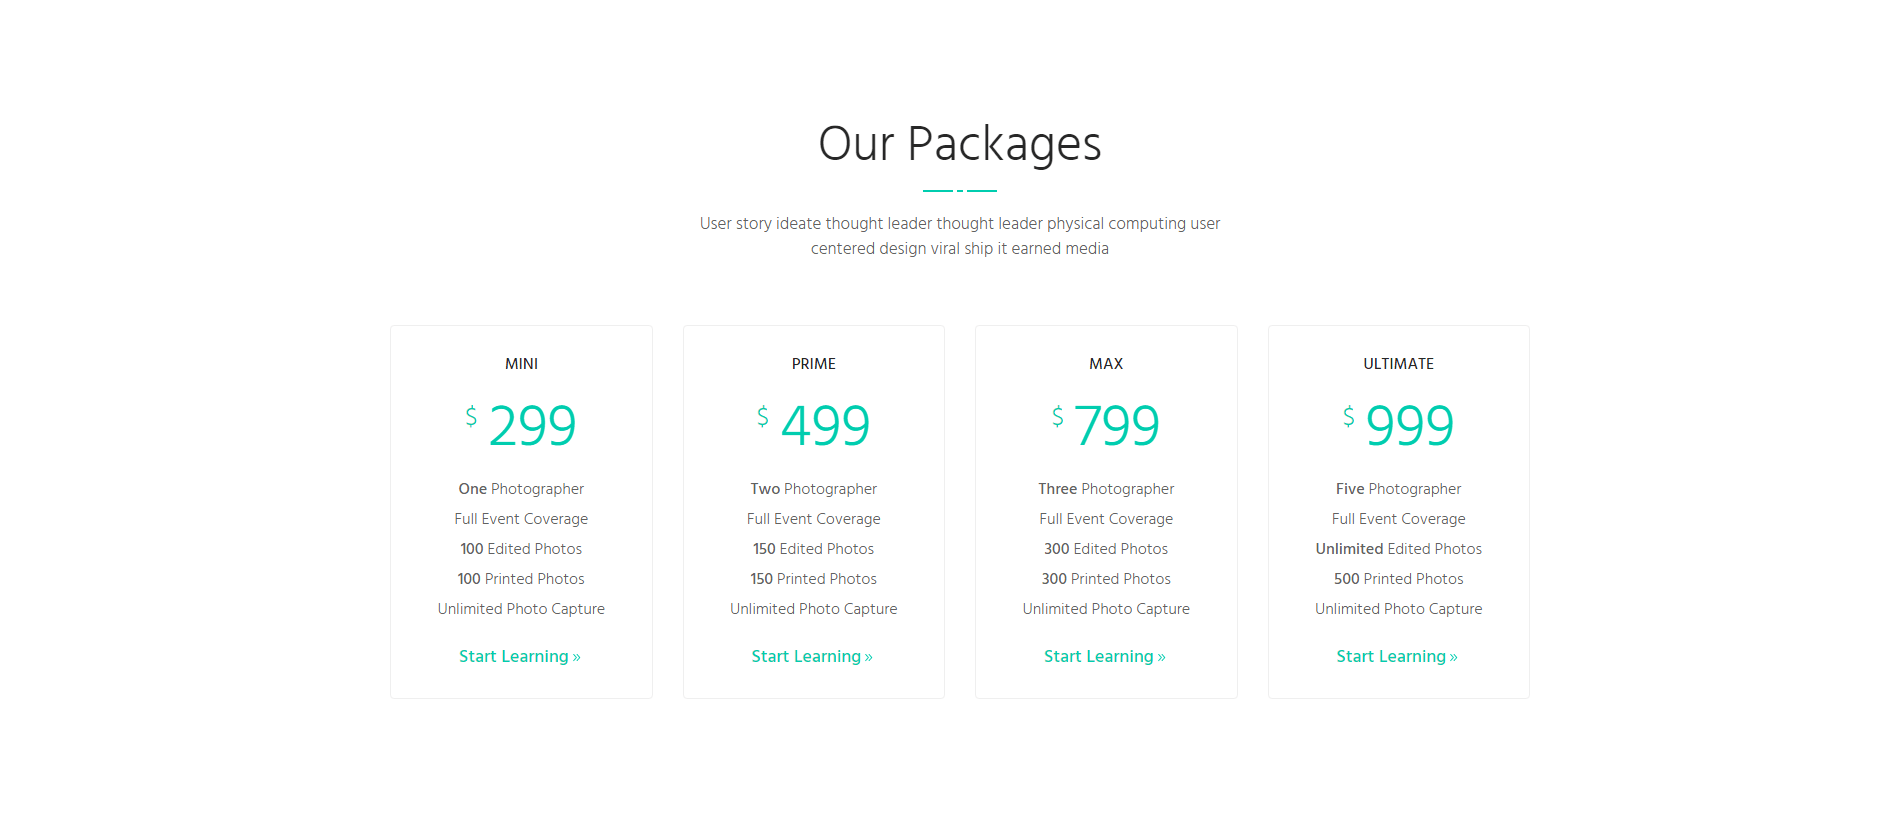 Our Packages
User story ideate thought leader thought leader physical computing user
centered design viral ship it earned media
MINI
$ 299
One Photographer
Full Event Coverage
100 Edited Photos
100 Printed Photos
Unlimited Photo Capture
Start Learning »
PRIME
$ 499
Two Photographer
Full Event Coverage
150 Edited Photos
150 Printed Photos
Unlimited Photo Capture
Start Learning »
MAX
$ 799
Three Photographer
Full Event Coverage
300 Edited Photos
300 Printed Photos
Unlimited Photo Capture
Start Learning »
ULTIMATE
$ 999
Five Photographer
Full Event Coverage
Unlimited Edited Photos
500 Printed Photos
Unlimited Photo Capture
Start Learning »